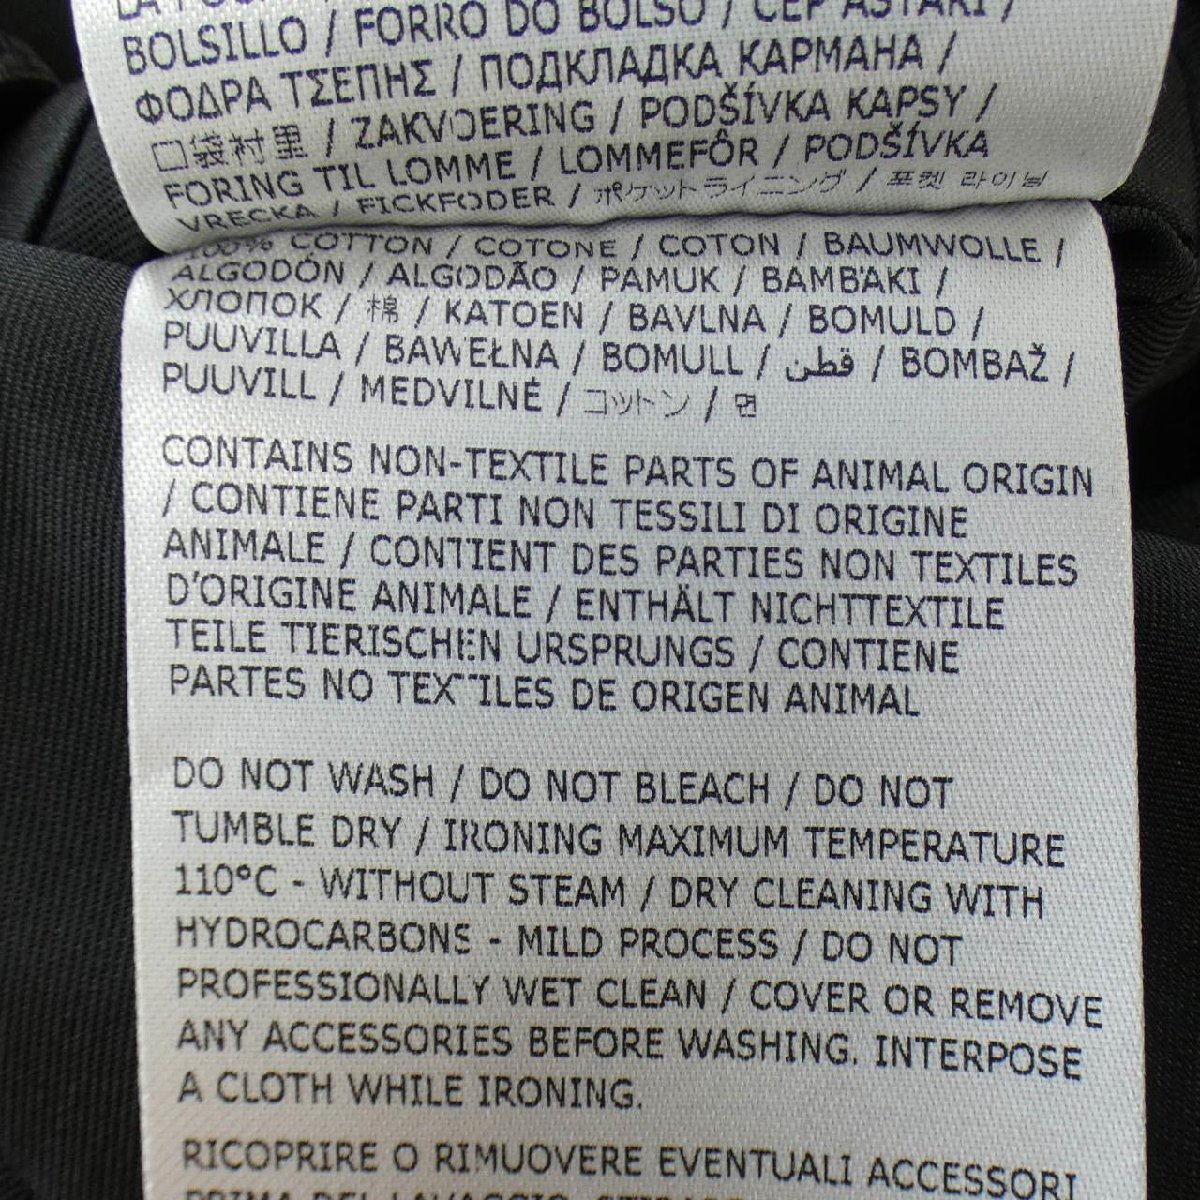 BOLSILLO / FORRO DO BOLSO / CEP ASTARI /
ΦΟΔΡΑ ΤΣΕΠΗΣ / ПОДКЛАДКА КАРМАНА /
口袋衬里 / ZAKVOERING / PODŠÍVKA KAPSY /
FORING TIL LOMME / LOMMEFÔR / PODŠÍVKA
VRECKA / FICKFODER / ポケットライニング / 포켓 라이닝
100% COTTON / COTONE / COTON / BAUMWOLLE /
ALGODÓN / ALGODÃO / PAMUK / BAMBAKI /
ХЛОПОК / 棉 / KATOEN / BAVLNA / BOMULD /
PUUVILLA / BAWEŁNA / BOMULL / قطن / BOMBAŽ /
PUUVILL / MEDVILNĖ / コットン / 면
CONTAINS NON-TEXTILE PARTS OF ANIMAL ORIGIN
/ CONTIENE PARTI NON TESSILI DI ORIGINE
ANIMALE / CONTIENT DES PARTIES NON TEXTILES
D'ORIGINE ANIMALE / ENTHÄLT NICHTTEXTILE
TEILE TIERISCHEN URSPRUNGS / CONTIENE
PARTES NO TEXTILES DE ORIGEN ANIMAL
DO NOT WASH / DO NOT BLEACH / DO NOT
TUMBLE DRY / IRONING MAXIMUM TEMPERATURE
110°C - WITHOUT STEAM / DRY CLEANING WITH
HYDROCARBONS - MILD PROCESS / DO NOT
PROFESSIONALLY WET CLEAN / COVER OR REMOVE
ANY ACCESSORIES BEFORE WASHING. INTERPOSE
A CLOTH WHILE IRONING.
RICOPRIRE O RIMUOVERE EVENTUALI ACCESSORI